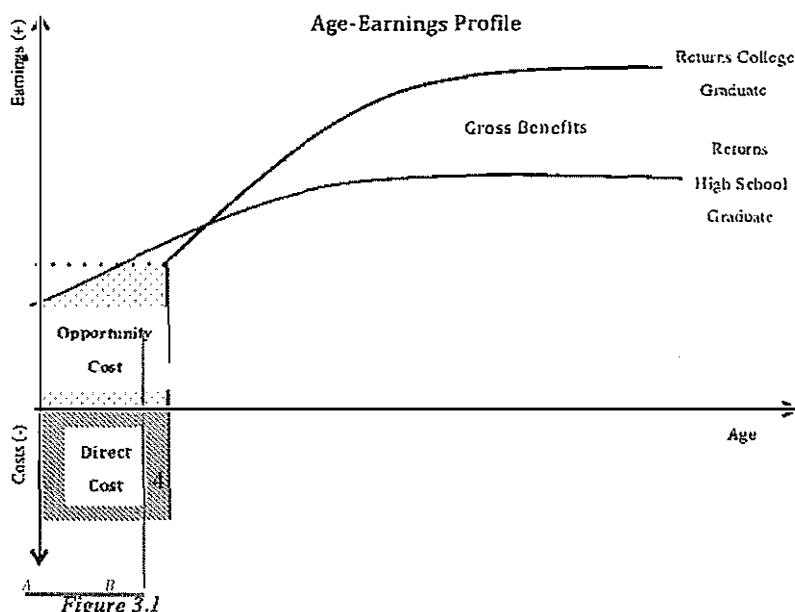 Age-Earnings Profile
Earnings (+)
Returns College
Graduate
Gross Benefits
Returns
High School
Graduate
Opportunity
Cost
Age
Costs (-)
Direct
Cost
4
A
B
Figure 3.1